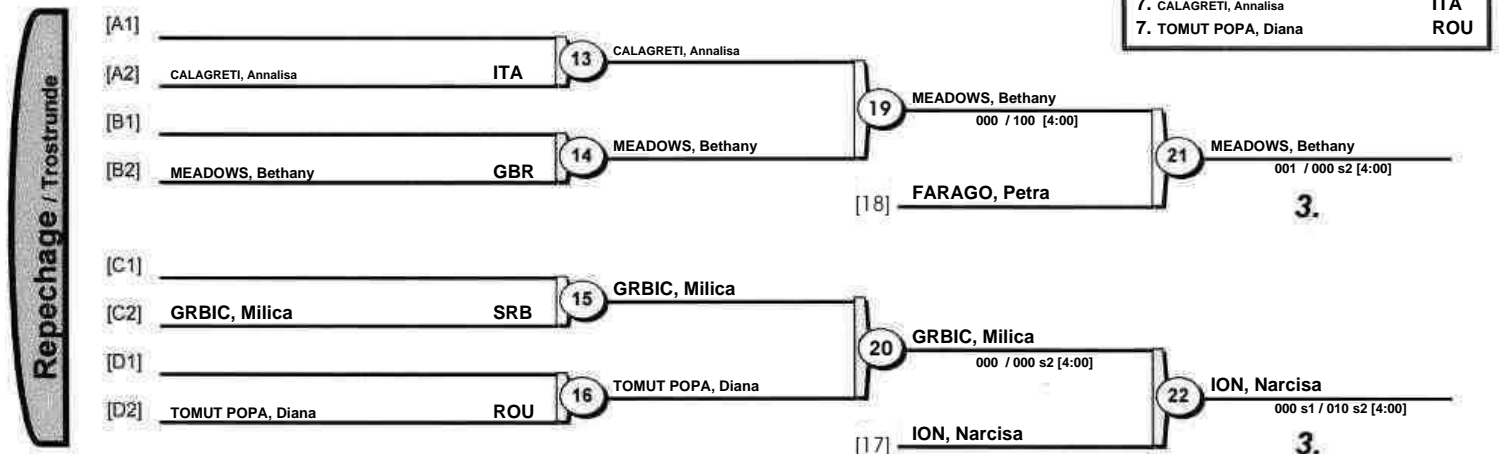 7. CALAGRETI, Annalisa ITA
7. TOMUT POPA, Diana ROU
Repechage / Trostrunde
[A1]
[A2] CALAGRETI, Annalisa ITA
13
CALAGRETI, Annalisa
[B1]
[B2] MEADOWS, Bethany GBR
14
MEADOWS, Bethany
19
MEADOWS, Bethany
000 / 100 [4:00]
[18] FARAGO, Petra
21
MEADOWS, Bethany
001 / 000 s2 [4:00]
3.
[C1]
[C2] GRBIC, Milica SRB
15
GRBIC, Milica
[D1]
[D2] TOMUT POPA, Diana ROU
16
TOMUT POPA, Diana
20
GRBIC, Milica
000 / 000 s2 [4:00]
[17] ION, Narcisa
22
ION, Narcisa
000 s1 / 010 s2 [4:00]
3.